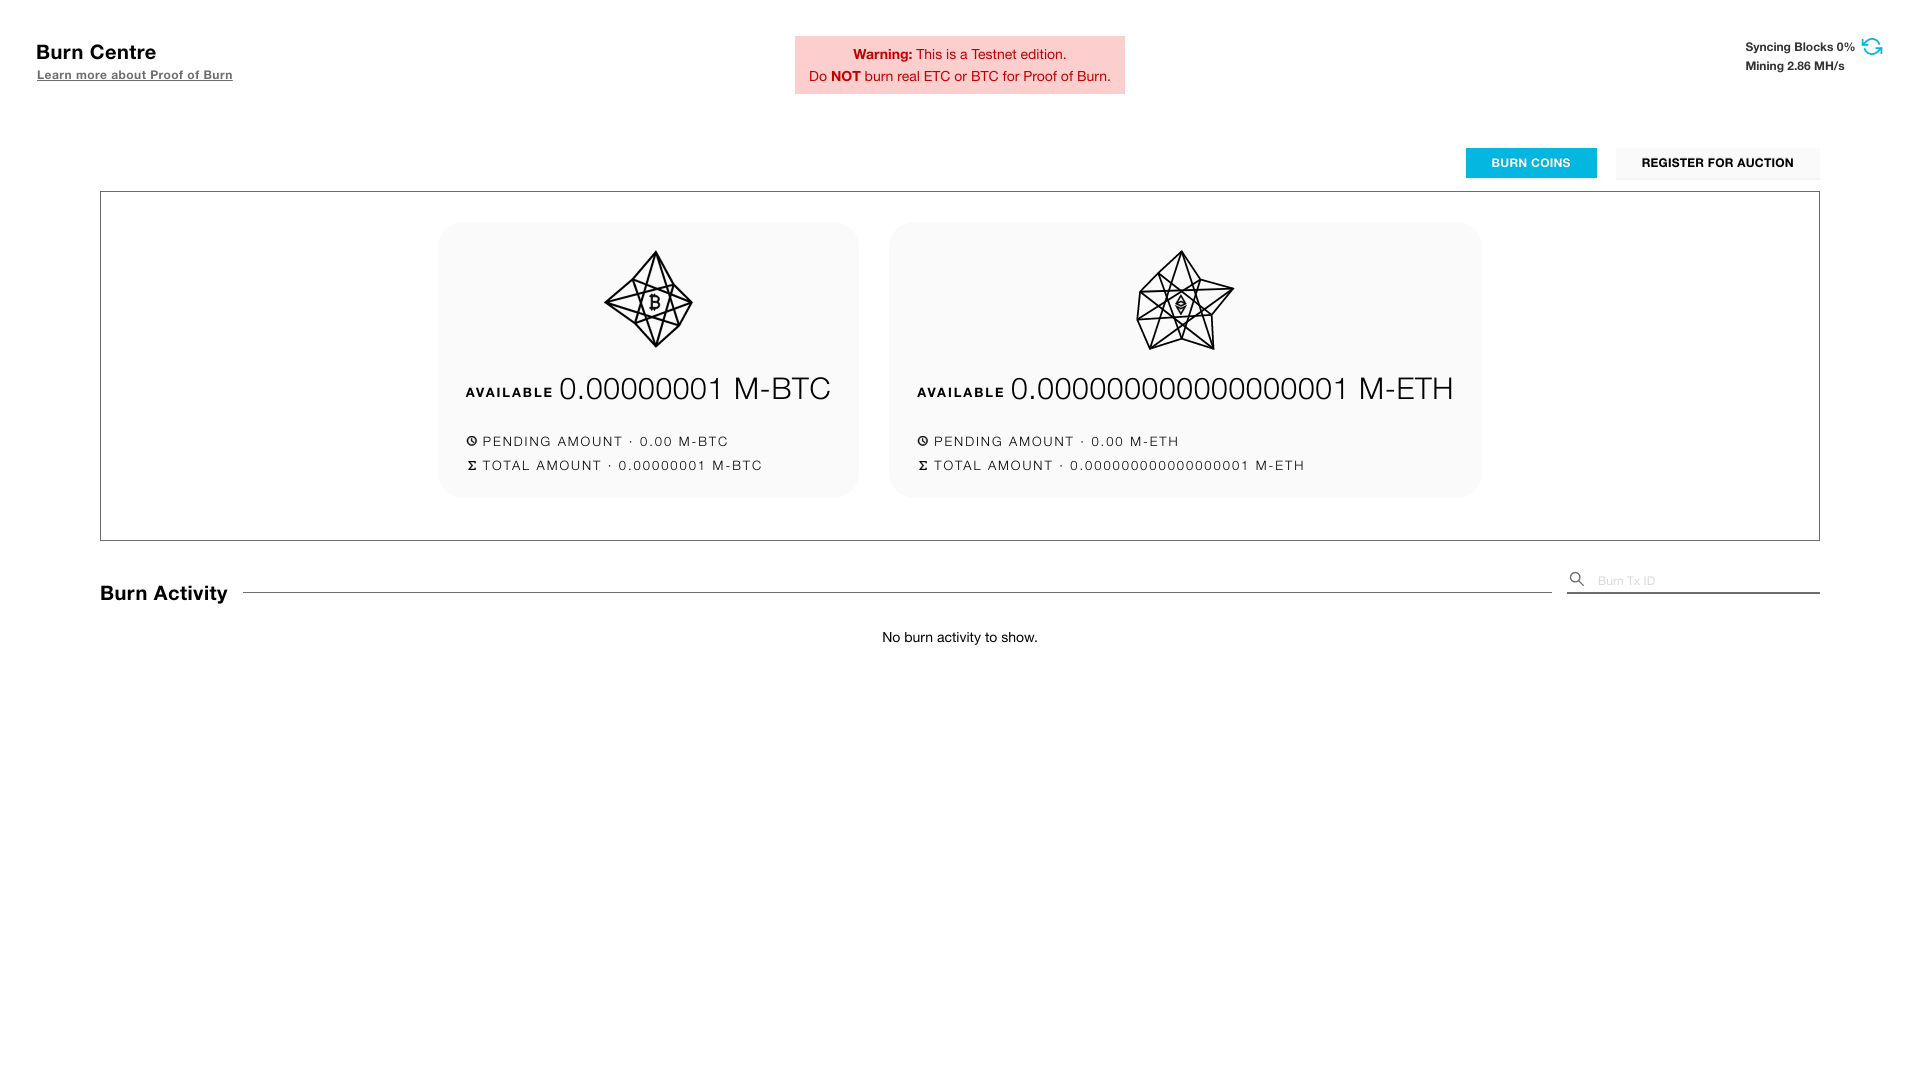 Burn Centre
Learn more about Proof of Burn
Warning: This is a Testnet edition.
Do NOT burn real ETC or BTC for Proof of Burn.
Syncing Blocks 0%
Mining 2.86 MH/s
BURN COINS
REGISTER FOR AUCTION
AVAILABLE 0.00000001 M-BTC
PENDING AMOUNT · 0.00 M-BTC
Σ TOTAL AMOUNT · 0.00000001 M-BTC
AVAILABLE 0.000000000000000001 M-ETH
PENDING AMOUNT · 0.00 M-ETH
Σ TOTAL AMOUNT · 0.000000000000000001 M-ETH
Burn Activity
Burn Tx ID
No burn activity to show.